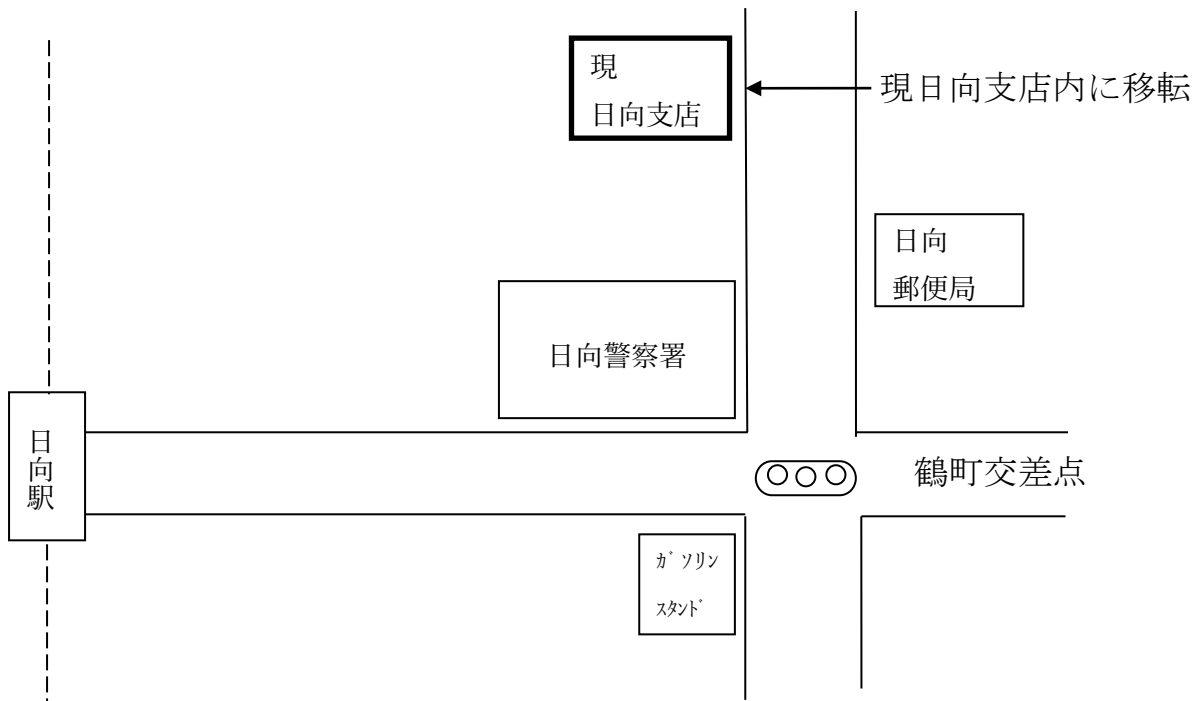 現
日向支店
現日向支店内に移転
日向
郵便局
日向警察署
日向駅
鶴町交差点
ｶﾞｿﾘﾝ
ｽﾀﾝﾄﾞ